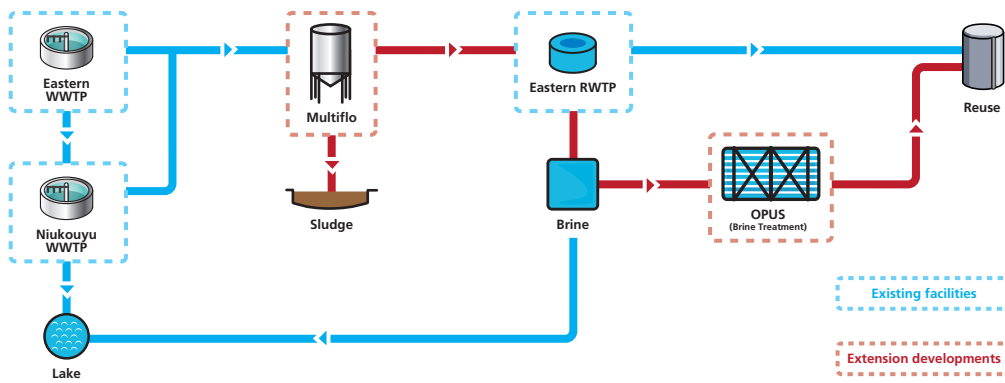 Eastern
WWTP
Multiflo
Eastern RWTP
Reuse
Niukouyu
WWTP
Sludge
Brine
OPUS
(Brine Treatment)
Existing facilities
Lake
Extension developments